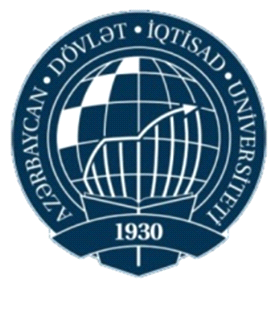 AZƏRBAYCAN • DÖVLƏT • İQTİSAD • UNİVERSİTETİ
1930